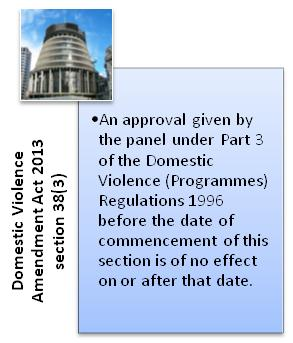 Domestic Violence
Amendment Act 2013
section 38(3)
•An approval given by
the panel under Part 3
of the Domestic
Violence (Programmes)
Regulations 1996
before the date of
commencement of this
section is of no effect
on or after that date.